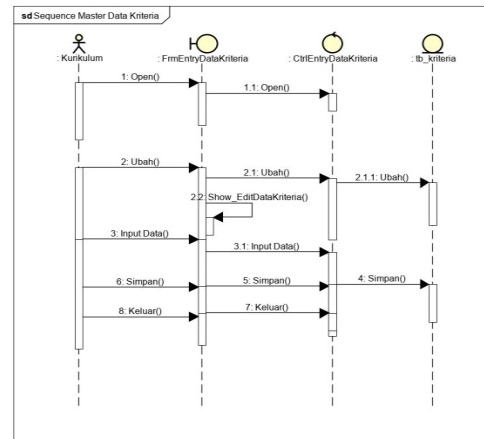 sd Sequence Master Data Kriteria
: Kurikulum
: FrmEntryDataKriteria
: CtrlEntryDataKriteria
: tb_kriteria
1: Open()
1.1: Open()
2: Ubah()
2.1: Ubah()
2.1.1: Ubah()
2.2: Show_EditDataKriteria()
3: Input Data()
3.1: Input Data()
6: Simpan()
5: Simpan()
4: Simpan()
8: Keluar()
7: Keluar()